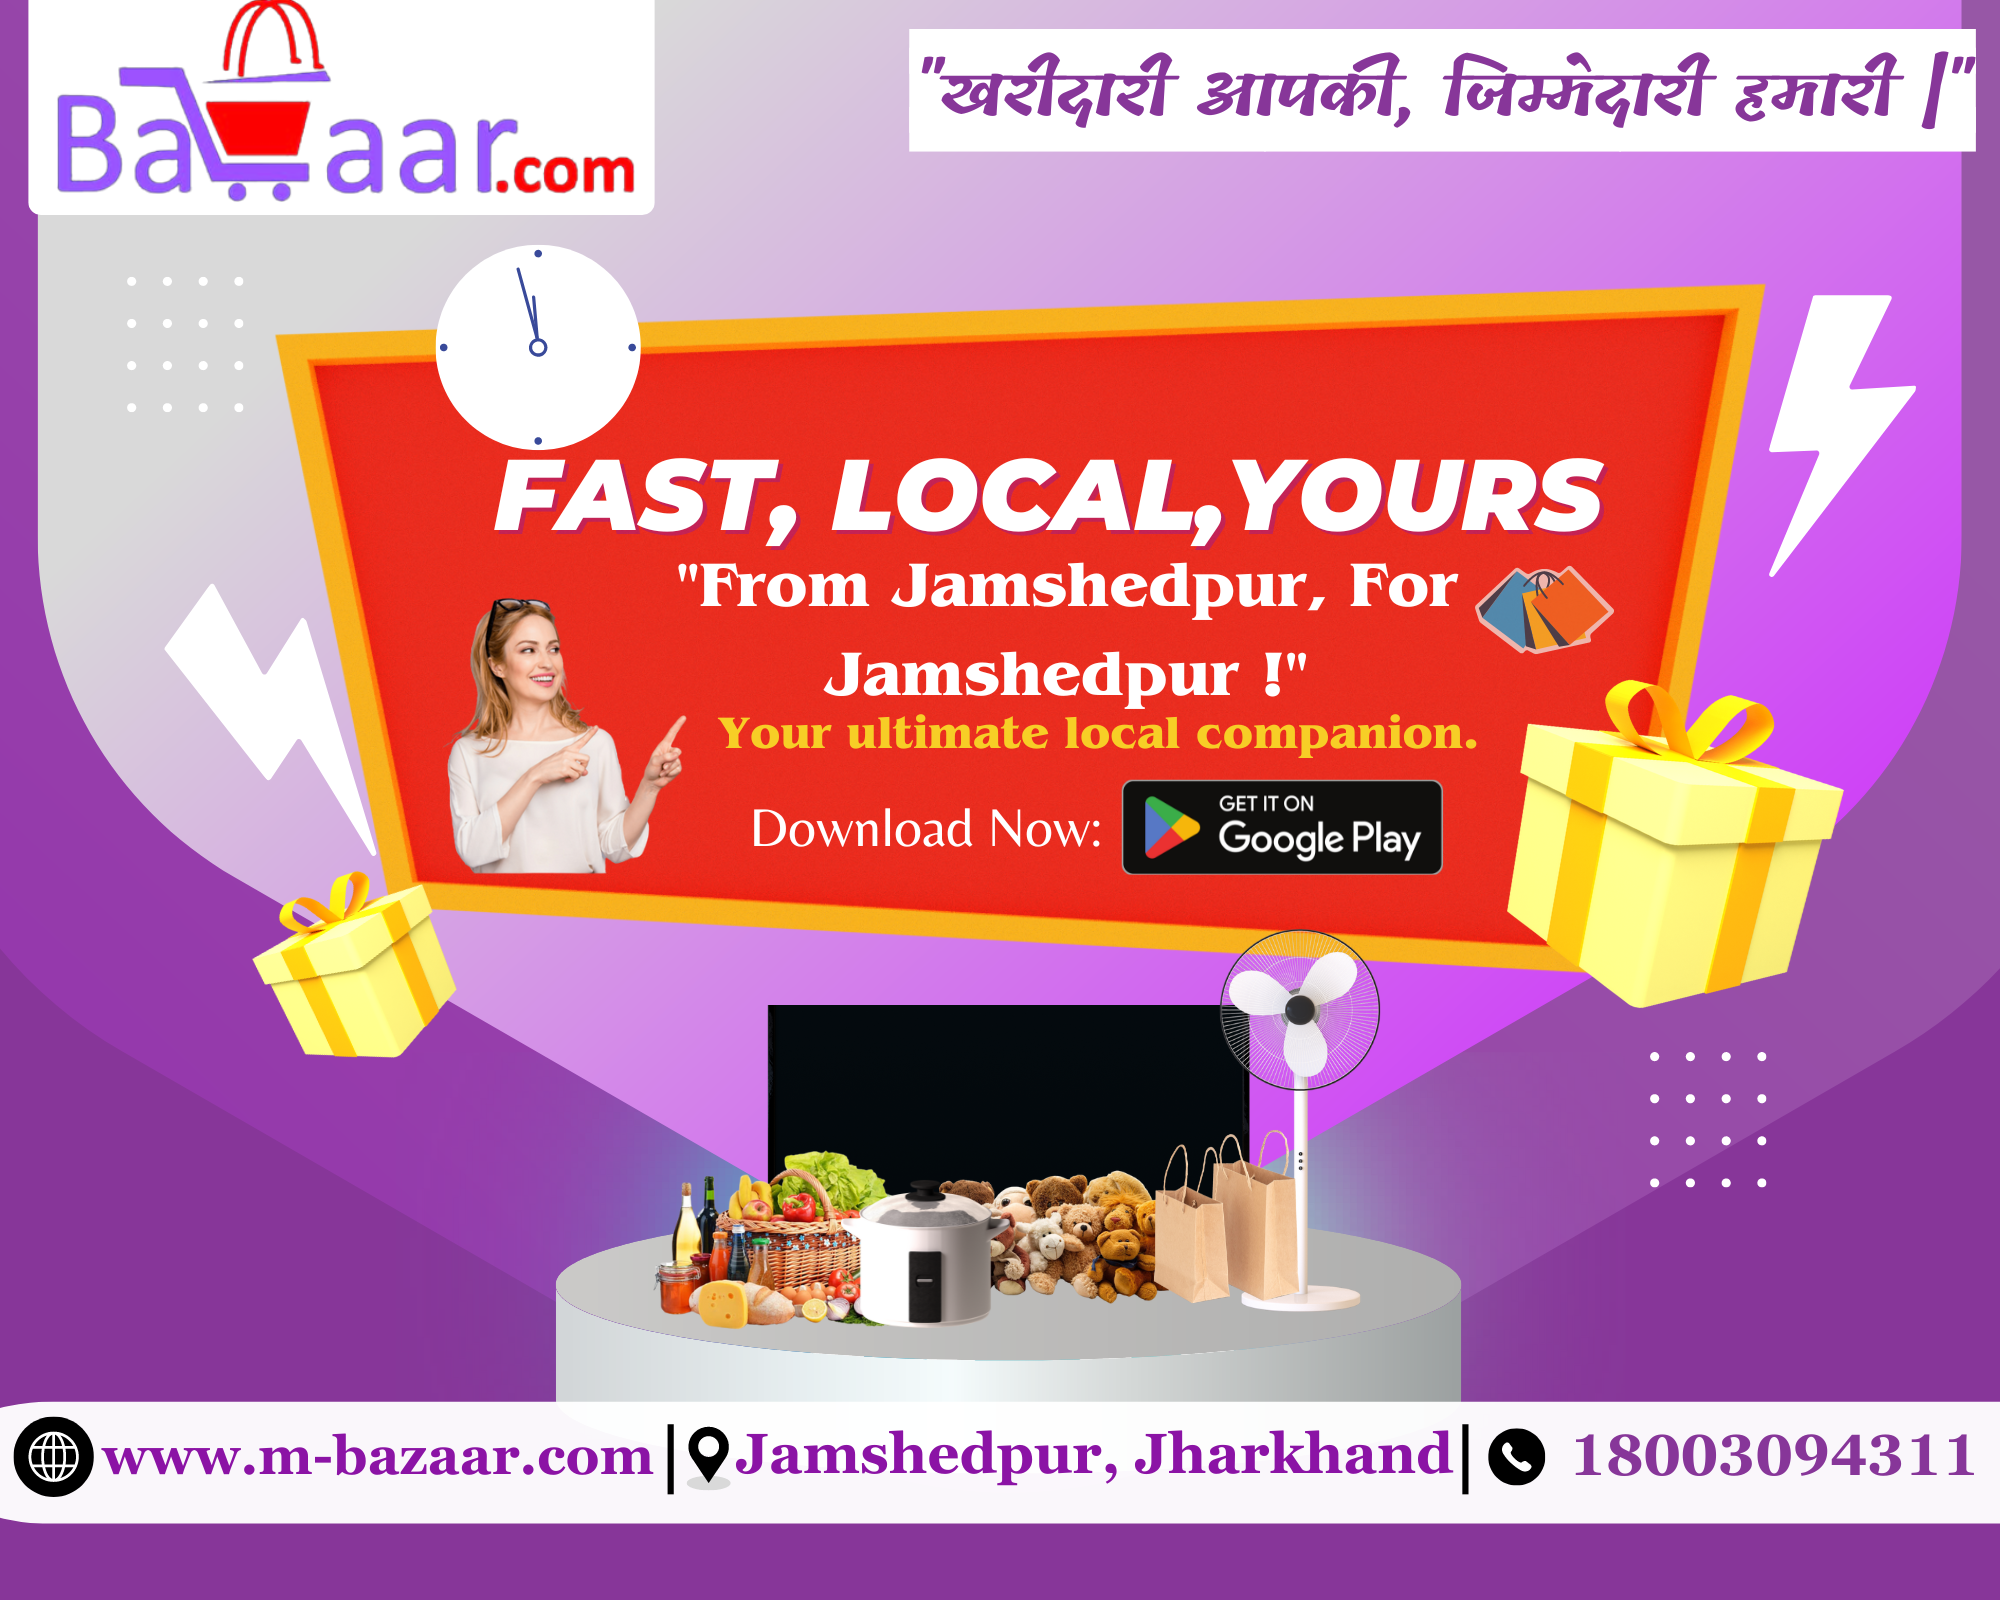 Bazaar.com
"खरीदारी आपकी, जिम्मेदारी हमारी |"
FAST, LOCAL,YOURS
"From Jamshedpur, For
Jamshedpur !"
Your ultimate local companion.
Download Now:
GET IT ON
Google Play
www.m-bazaar.com
Jamshedpur, Jharkhand
18003094311